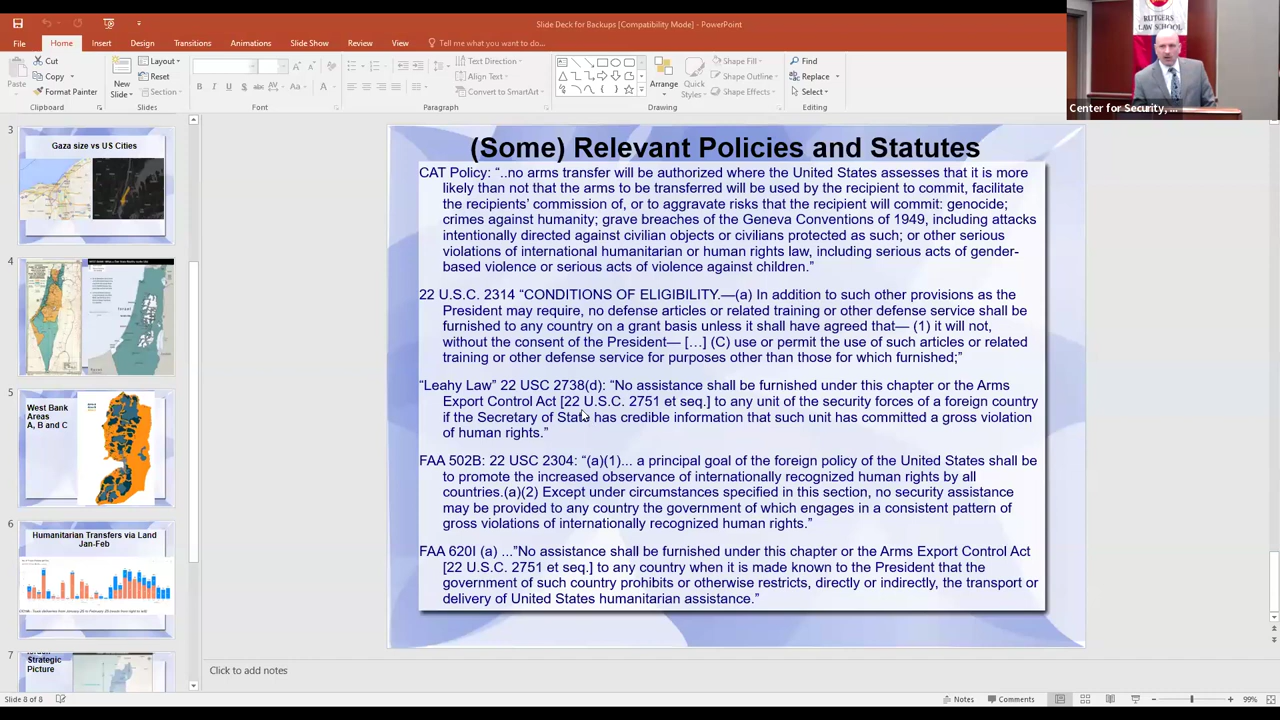 Slide Deck for Backups [Compatibility Mode] - PowerPoint
File Home Insert Design Transitions Animations Slide Show Review View Tell me what you want to do...
Paste
Cut
Copy
Format Painter
Clipboard
New Slide
Layout
Reset
Section
Slides
Font
Text Direction
Align Text
Convert to SmartArt
Paragraph
Arrange
Quick Styles
Shape Fill
Shape Outline
Shape Effects
Drawing
Find
Replace
Select
Editing
RUTGERS
LAW SCHOOL
Center for Security, ...
3
Gaza size vs US Cities
4
5
West Bank
Areas
A, B and C
6
Humanitarian Transfers via Land
Jan-Feb
7
Israel
Strategic
Picture
(Some) Relevant Policies and Statutes
CAT Policy: “..no arms transfer will be authorized where the United States assesses that it is more
likely than not that the arms to be transferred will be used by the recipient to commit, facilitate
the recipients’ commission of, or to aggravate risks that the recipient will commit: genocide;
crimes against humanity; grave breaches of the Geneva Conventions of 1949, including attacks
intentionally directed against civilian objects or civilians protected as such; or other serious
violations of international humanitarian or human rights law, including serious acts of gender-
based violence or serious acts of violence against children.”
22 U.S.C. 2314 “CONDITIONS OF ELIGIBILITY.—(a) In addition to such other provisions as the
President may require, no defense articles or related training or other defense service shall be
furnished to any country on a grant basis unless it shall have agreed that— (1) it will not,
without the consent of the President— […] (C) use or permit the use of such articles or related
training or other defense service for purposes other than those for which furnished;”
“Leahy Law” 22 USC 2738(d): “No assistance shall be furnished under this chapter or the Arms
Export Control Act [22 U.S.C. 2751 et seq.] to any unit of the security forces of a foreign country
if the Secretary of State has credible information that such unit has committed a gross violation
of human rights.”
FAA 502B: 22 USC 2304: “(a)(1)... a principal goal of the foreign policy of the United States shall be
to promote the increased observance of internationally recognized human rights by all
countries.(a)(2) Except under circumstances specified in this section, no security assistance
may be provided to any country the government of which engages in a consistent pattern of
gross violations of internationally recognized human rights.”
FAA 620I (a) ...”No assistance shall be furnished under this chapter or the Arms Export Control Act
[22 U.S.C. 2751 et seq.] to any country when it is made known to the President that the
government of such country prohibits or otherwise restricts, directly or indirectly, the transport or
delivery of United States humanitarian assistance.”
Click to add notes
Slide 8 of 8
Notes
Comments
99%